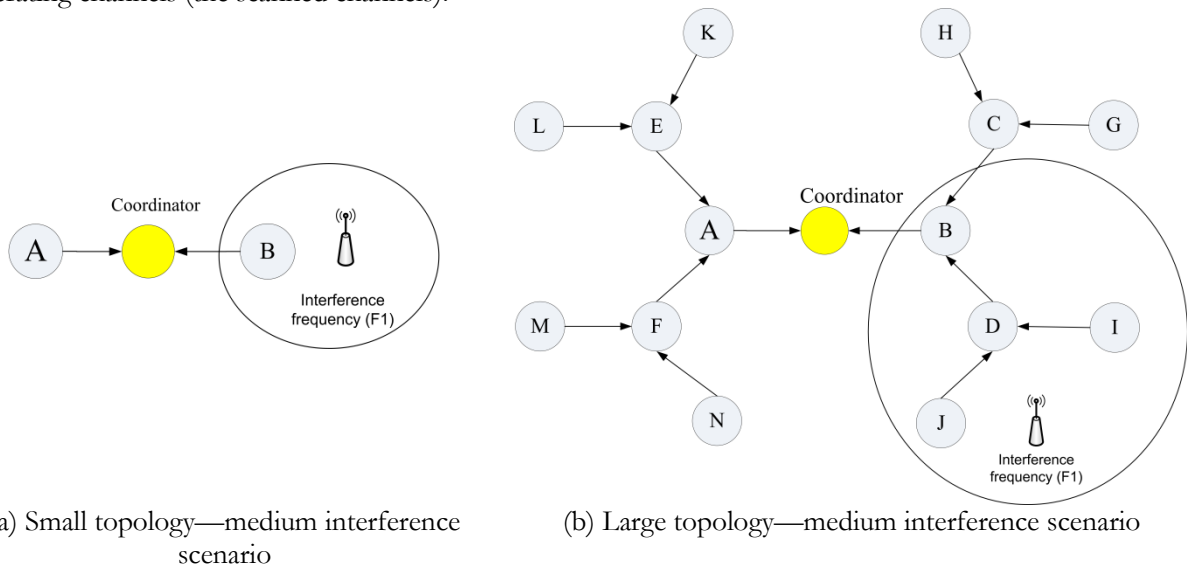 erating channels (the scanned channels).
K
H
L
E
C
G
Coordinator
Coordinator
A
B
A
B
Interference
frequency (F1)
M
F
D
I
J
N
Interference
frequency (F1)
a) Small topology—medium interference
scenario
(b) Large topology—medium interference scenario